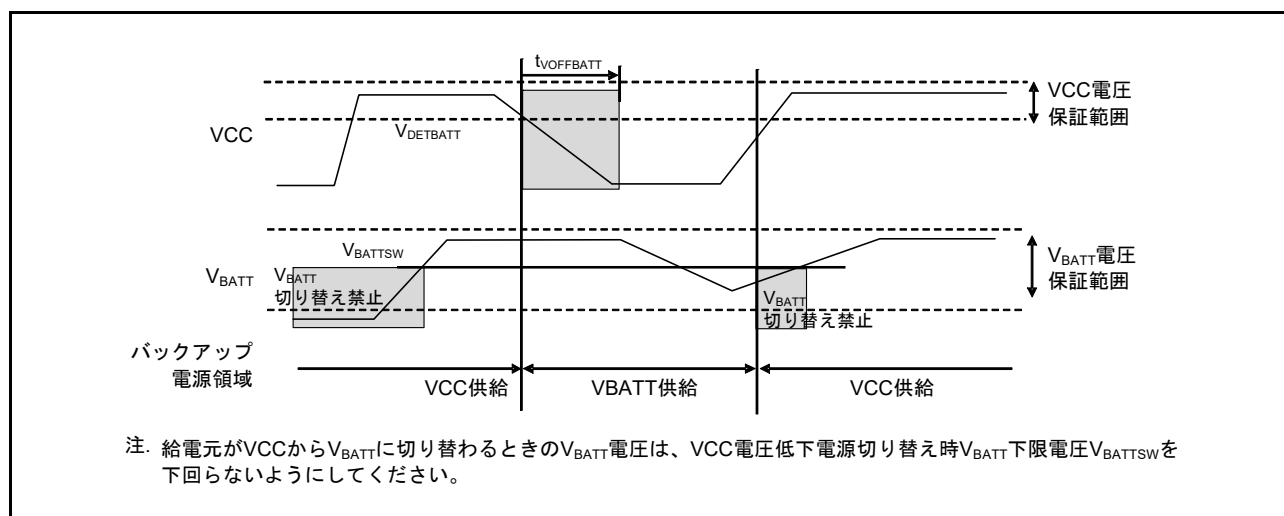 tVOFFBATT
VCC電圧
保証範囲
VCC
VDETBATT
VBATTSW
VBATT
VBATT
切り替え禁止
VBATT電圧
保証範囲
VBATT
切り替え禁止
バックアップ
電源領域
VCC供給
VBATT供給
VCC供給
注. 給電元がVCCからVBATTに切り替わるときのVBATT電圧は、VCC電圧低下電源切り替え時VBATT下限電圧VBATTSWを
下回らないようにしてください。